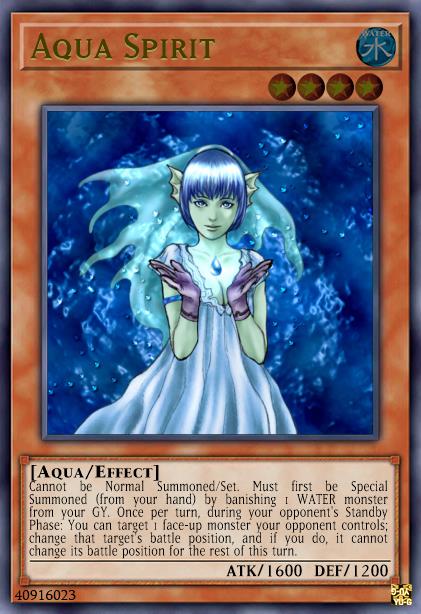 AQUA SPIRIT
WATER
水
[AQUA/EFFECT]
Cannot be Normal Summoned/Set. Must first be Special
Summoned (from your hand) by banishing 1 WATER monster
from your GY. Once per turn, during your opponent's Standby
Phase: You can target 1 face-up monster your opponent controls;
change that target's battle position, and if you do, it cannot
change its battle position for the rest of this turn.
ATK/1600 DEF/1200
40916023